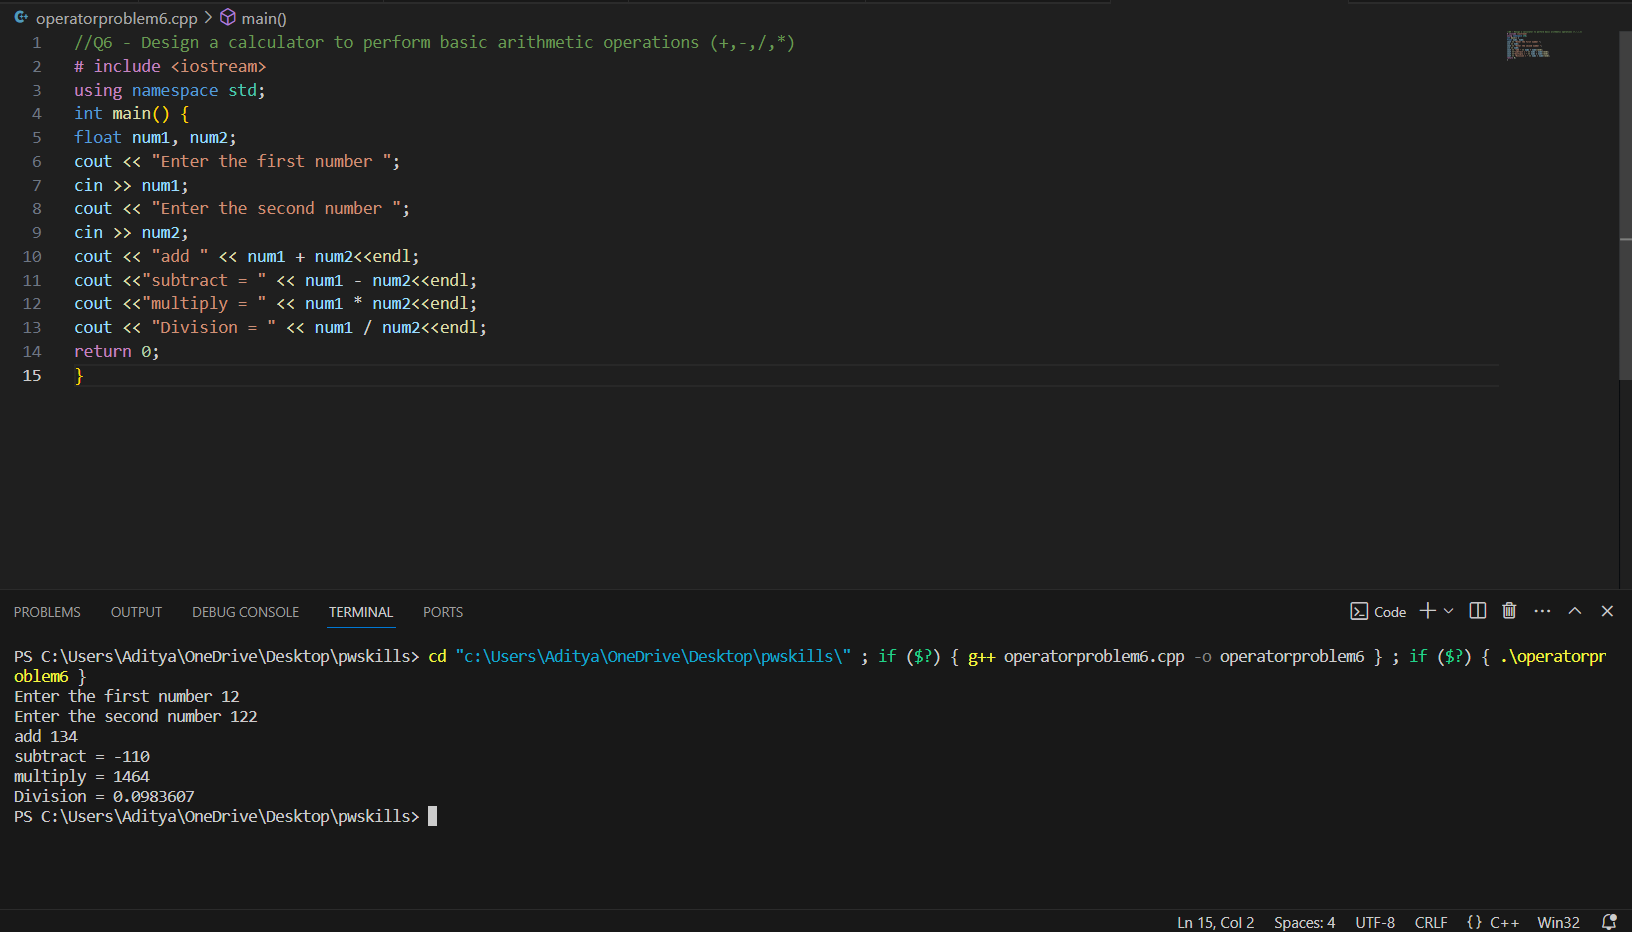 operatorproblem6.cpp > main()
1 //Q6 - Design a calculator to perform basic arithmetic operations (+,-,/,*)
2 # include <iostream>
3 using namespace std;
4 int main() {
5 float num1, num2;
6 cout << "Enter the first number ";
7 cin >> num1;
8 cout << "Enter the second number ";
9 cin >> num2;
10 cout << "add " << num1 + num2<<endl;
11 cout <<"subtract = " << num1 - num2<<endl;
12 cout <<"multiply = " << num1 * num2<<endl;
13 cout << "Division = " << num1 / num2<<endl;
14 return 0;
15 }
PROBLEMS OUTPUT DEBUG CONSOLE TERMINAL PORTS Code
PS C:\Users\Aditya\OneDrive\Desktop\pwskills> cd "c:\Users\Aditya\OneDrive\Desktop\pwskills\" ; if ($?) { g++ operatorproblem6.cpp -o operatorproblem6 } ; if ($?) { .\operatorpr
oblem6 }
Enter the first number 12
Enter the second number 122
add 134
subtract = -110
multiply = 1464
Division = 0.0983607
PS C:\Users\Aditya\OneDrive\Desktop\pwskills>
Ln 15, Col 2 Spaces: 4 UTF-8 CRLF {} C++ Win32